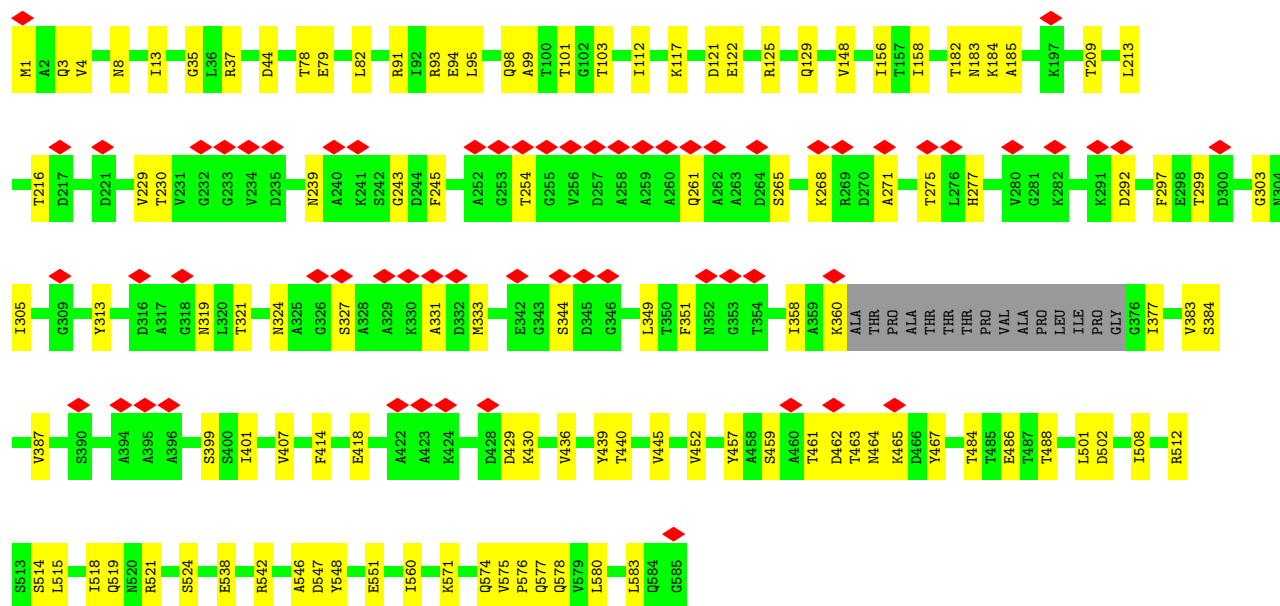 M1 A2 Q3 V4 N8 I13 G35 L36 R37 D44 T78 E79 L82 R91 I92 R93 E94 L95 Q98 A99 T100 T101 G102 T103 I112 K117 D121 E122 R125 Q129 V148 I156 T157 I158 T182 N183 K184 A185 K197 T209 L213
T216 D217 D221 V229 T230 V231 G232 G233 V234 D235 N239 A240 K241 S242 G243 D244 F245 A252 G253 T254 G255 V256 D257 A258 A259 A260 Q261 A262 A263 D264 S265 K268 R269 D270 A271 T275 L276 H277 V280 G281 K282 K291 D292 F297 E298 T299 D300 G303 N304
I305 G309 Y313 D316 A317 G318 N319 L320 T321 N324 A325 G326 S327 A328 A329 K330 A331 D332 M333 E342 G343 S344 D345 G346 L349 T350 F351 N352 G353 T354 I358 A359 K360 ALA THR PRO ALA THR THR THR PRO VAL ALA PRO LEU ILE PRO GLY G376 I377 V383 S384
V387 S390 A394 A395 A396 S399 S400 I401 V407 F414 E418 A422 A423 K424 D428 D429 K430 V436 Y439 T440 V445 V452 Y457 A458 S459 A460 T461 D462 T463 N464 K465 D466 Y467 T484 T485 E486 T487 T488 L501 D502 I508 R512
S513 S514 L515 I518 Q519 N520 R521 S524 E538 R542 A546 D547 Y548 E551 I560 K571 Q574 V575 P576 Q577 Q578 V579 L580 L583 Q584 G585